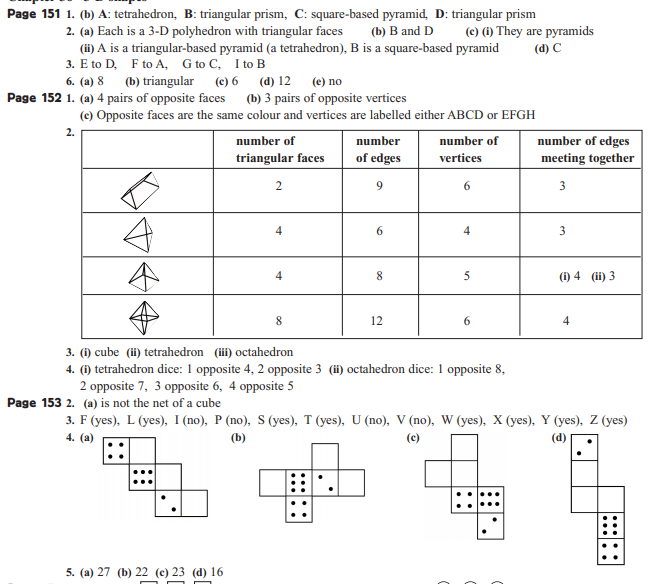 Page 151 1. (b) A: tetrahedron, B: triangular prism, C: square-based pyramid, D: triangular prism
2. (a) Each is a 3-D polyhedron with triangular faces (b) B and D (c) (i) They are pyramids
(ii) A is a triangular-based pyramid (a tetrahedron), B is a square-based pyramid (d) C
3. E to D, F to A, G to C, I to B
6. (a) 8 (b) triangular (c) 6 (d) 12 (e) no
Page 152 1. (a) 4 pairs of opposite faces (b) 3 pairs of opposite vertices
(c) Opposite faces are the same colour and vertices are labelled either ABCD or EFGH
2.
number of triangular faces number of edges number of vertices number of edges meeting together
2 9 6 3
4 6 4 3
4 8 5 (i) 4 (ii) 3
8 12 6 4
3. (i) cube (ii) tetrahedron (iii) octahedron
4. (i) tetrahedron dice: 1 opposite 4, 2 opposite 3 (ii) octahedron dice: 1 opposite 8,
2 opposite 7, 3 opposite 6, 4 opposite 5
Page 153 2. (a) is not the net of a cube
3. F (yes), L (yes), I (no), P (no), S (yes), T (yes), U (no), V (no), W (yes), X (yes), Y (yes), Z (yes)
4. (a) (b) (c) (d)
5. (a) 27 (b) 22 (c) 23 (d) 16